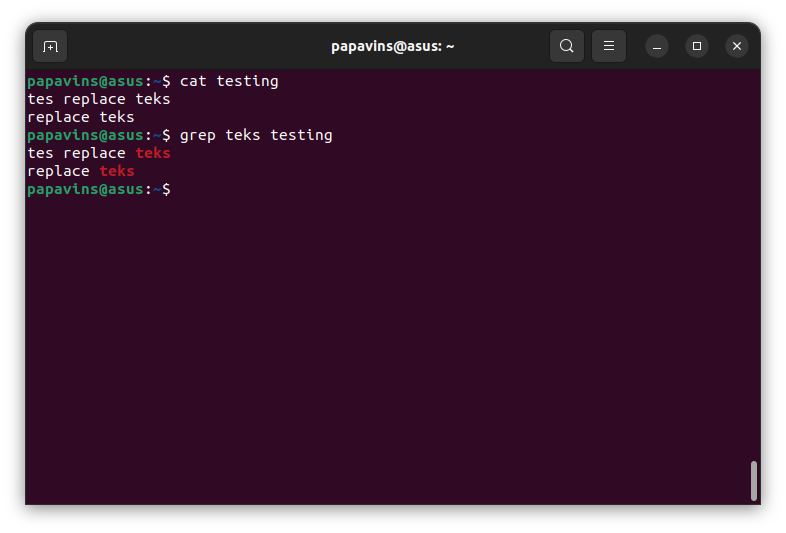 papavins@asus: ~
papavins@asus:~$ cat testing
tes replace teks
replace teks
papavins@asus:~$ grep teks testing
tes replace teks
replace teks
papavins@asus:~$